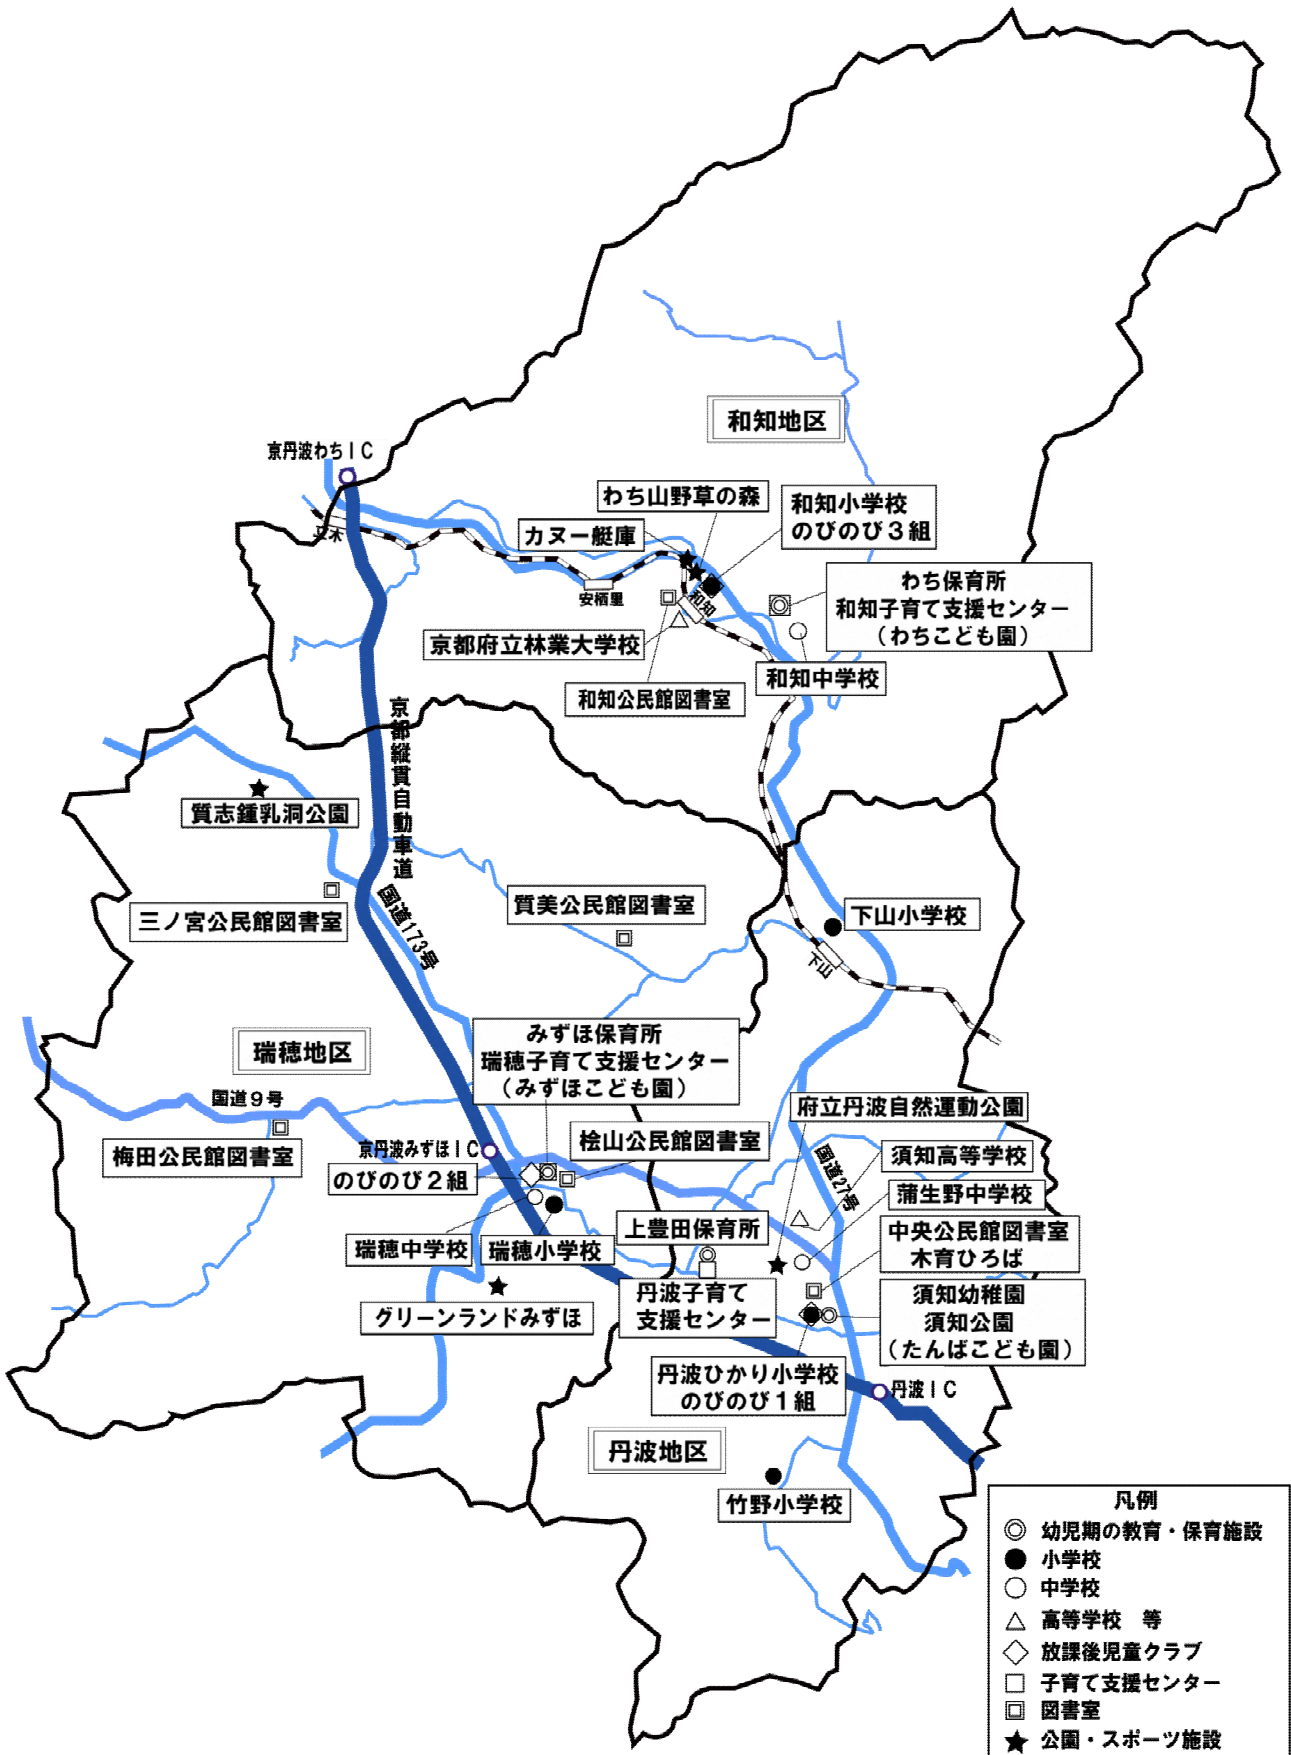 和知地区
京丹波わちＩＣ
わち山野草の森
和知小学校
のびのび３組
カヌー艇庫
立木
安栖里
和知
わち保育所
和知子育て支援センター
（わちこども園）
京都府立林業大学校
和知中学校
和知公民館図書室
京都縦貫自動車道
質志鍾乳洞公園
国道173号
質美公民館図書室
三ノ宮公民館図書室
下山小学校
下山
瑞穂地区
みずほ保育所
瑞穂子育て支援センター
（みずほこども園）
国道９号
府立丹波自然運動公園
梅田公民館図書室
京丹波みずほＩＣ
桧山公民館図書室
須知高等学校
のびのび２組
国道27号
蒲生野中学校
上豊田保育所
中央公民館図書室
木育ひろば
瑞穂中学校
瑞穂小学校
丹波子育て
支援センター
須知幼稚園
須知公園
（たんばこども園）
グリーンランドみずほ
丹波ひかり小学校
のびのび１組
丹波ＩＣ
丹波地区
竹野小学校
凡例
幼児期の教育・保育施設
小学校
中学校
高等学校　等
放課後児童クラブ
子育て支援センター
図書室
公園・スポーツ施設